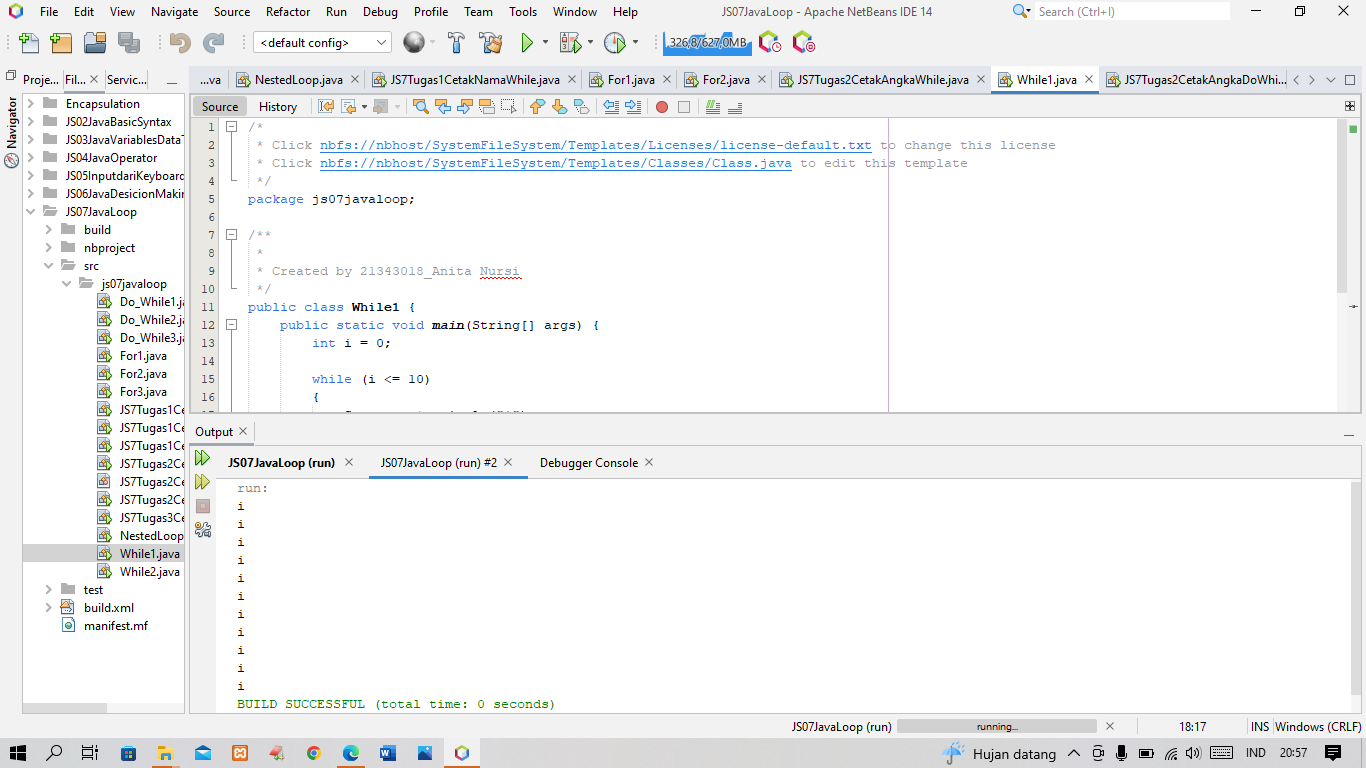 File Edit View Navigate Source Refactor Run Debug Profile Team Tools Window Help JS07JavaLoop - Apache NetBeans IDE 14 Search (Ctrl+I)
<default config> 326,8/627,0MB
Proje... Fil... Servic... ...va NestedLoop.java JS7Tugas1CetakNamaWhile.java For1.java For2.java JS7Tugas2CetakAngkaWhile.java While1.java JS7Tugas2CetakAngkaDoWhi...
Navigator
Encapsulation
JS02JavaBasicSyntax
JS03JavaVariablesDataT
JS04JavaOperator
JS05InputdariKeyboard
JS06JavaDesicionMakin
JS07JavaLoop
build
nbproject
src
js07javaloop
Do_While1.ja
Do_While2.ja
Do_While3.ja
For1.java
For2.java
For3.java
JS7Tugas1Ce
JS7Tugas1Ce
JS7Tugas1Ce
JS7Tugas2Ce
JS7Tugas2Ce
JS7Tugas2Ce
JS7Tugas3Ce
NestedLoop
While1.java
While2.java
test
build.xml
manifest.mf
Source History
1 /*
2 * Click nbfs://nbhost/SystemFileSystem/Templates/Licenses/license-default.txt to change this license
3 * Click nbfs://nbhost/SystemFileSystem/Templates/Classes/Class.java to edit this template
4 */
5 package js07javaloop;
6
7 /**
8 *
9 * Created by 21343018_Anita Nursi
10 */
11 public class While1 {
12 public static void main(String[] args) {
13 int i = 0;
14
15 while (i <= 10)
16 {
Output
JS07JavaLoop (run) JS07JavaLoop (run) #2 Debugger Console
run:
i
i
i
i
i
i
i
i
i
i
i
BUILD SUCCESSFUL (total time: 0 seconds)
JS07JavaLoop (run) running... 18:17 INS Windows (CRLF)
Hujan datang IND 20:57